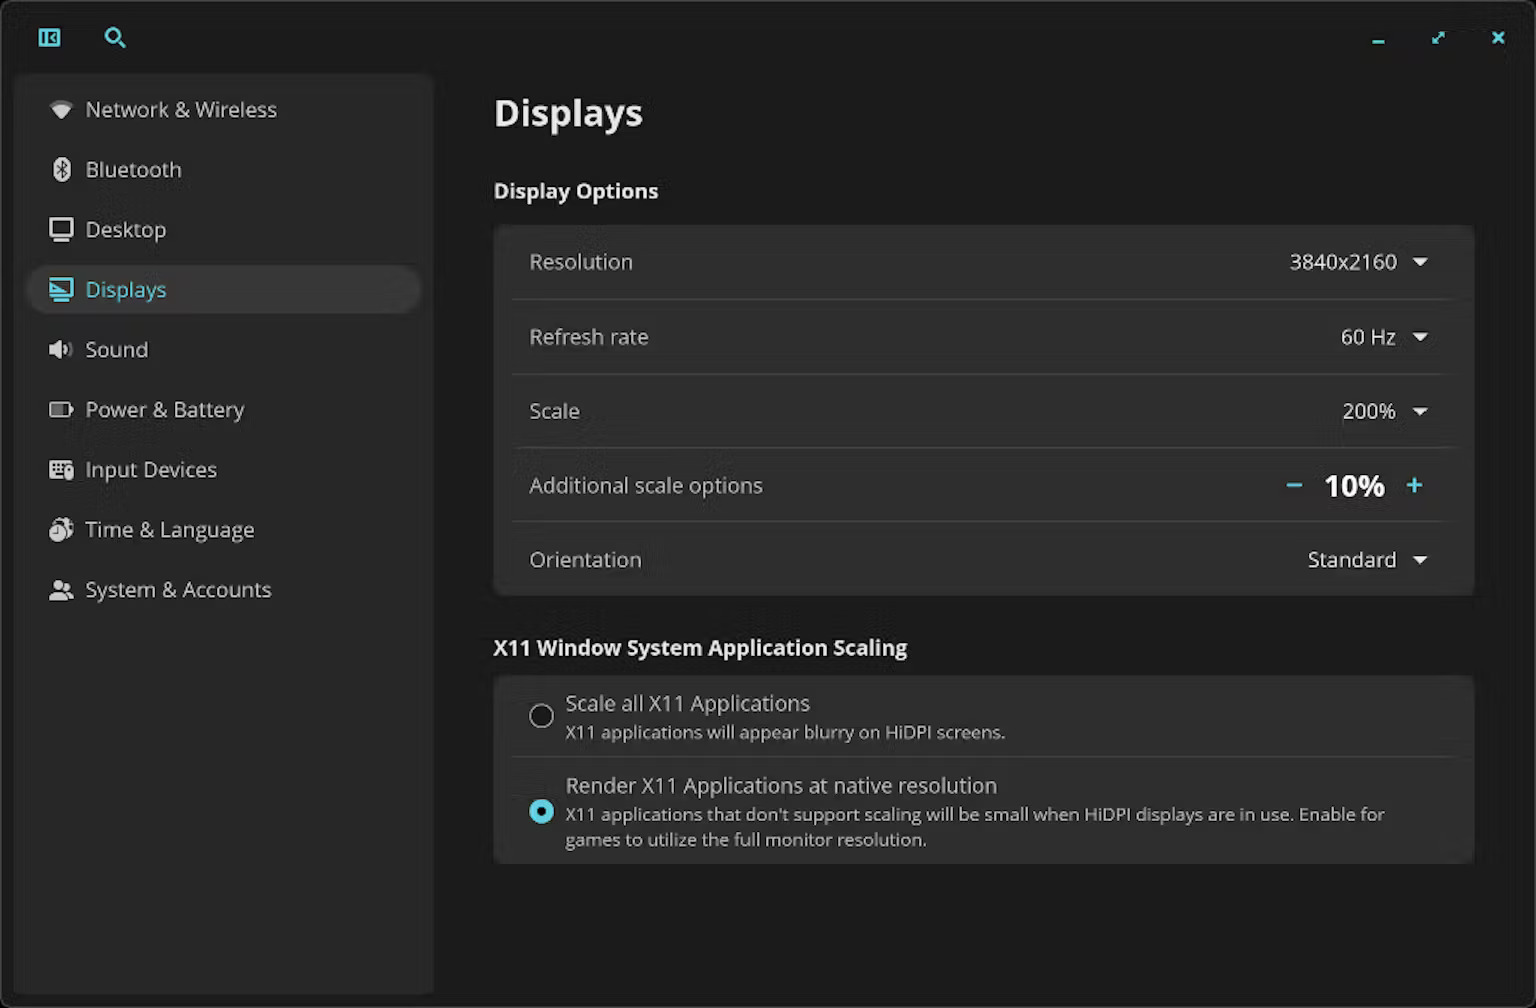 Network & Wireless
Bluetooth
Desktop
Displays
Sound
Power & Battery
Input Devices
Time & Language
System & Accounts
Displays
Display Options
Resolution 3840x2160
Refresh rate 60 Hz
Scale 200%
Additional scale options − 10% +
Orientation Standard
X11 Window System Application Scaling
Scale all X11 Applications
X11 applications will appear blurry on HiDPI screens.
Render X11 Applications at native resolution
X11 applications that don't support scaling will be small when HiDPI displays are in use. Enable for
games to utilize the full monitor resolution.